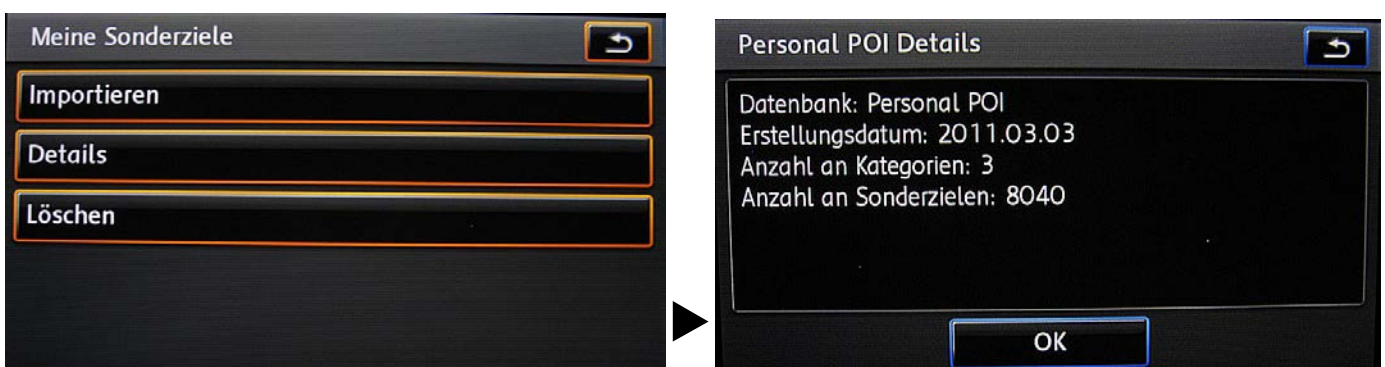 Meine Sonderziele
Importieren
Details
Löschen
Personal POI Details
Datenbank: Personal POI
Erstellungsdatum: 2011.03.03
Anzahl an Kategorien: 3
Anzahl an Sonderzielen: 8040
OK